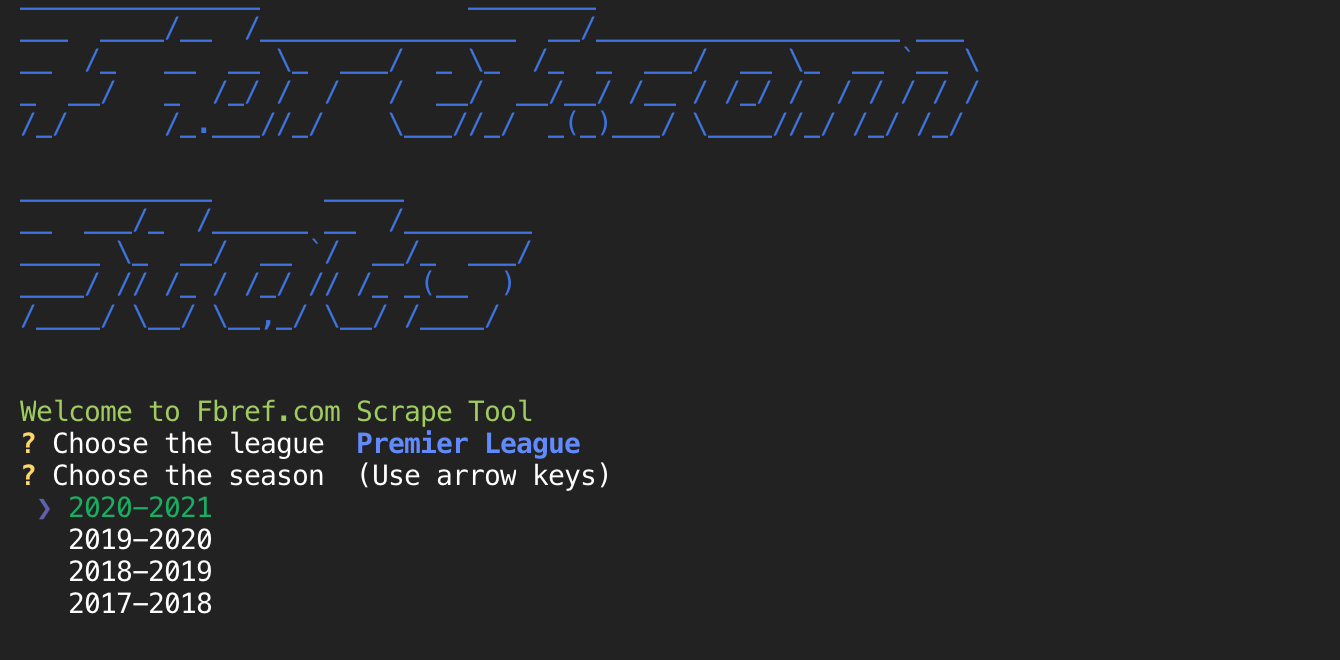 Fbref.com
Stats
Welcome to Fbref.com Scrape Tool
? Choose the league  Premier League
? Choose the season  (Use arrow keys)
❯ 2020-2021
2019-2020
2018-2019
2017-2018